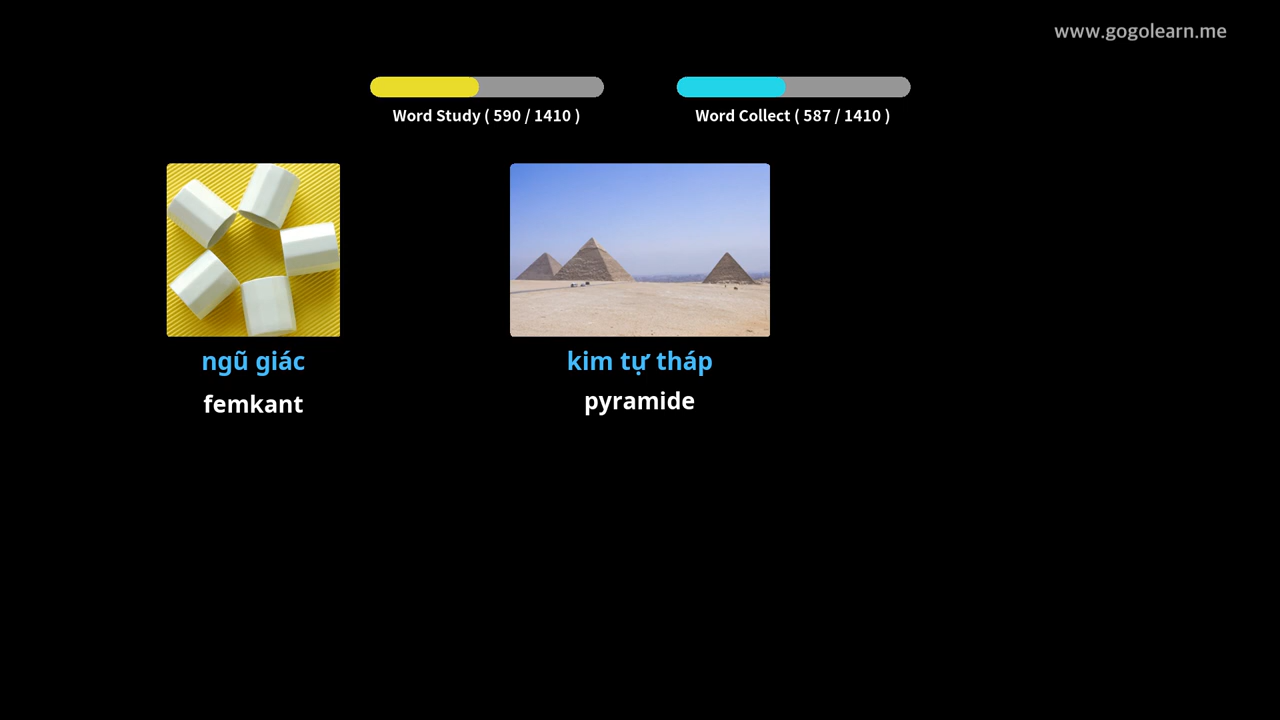 www.gogolearn.me
Word Study ( 590 / 1410 )
Word Collect ( 587 / 1410 )
ngũ giác
femkant
kim tự tháp
pyramide